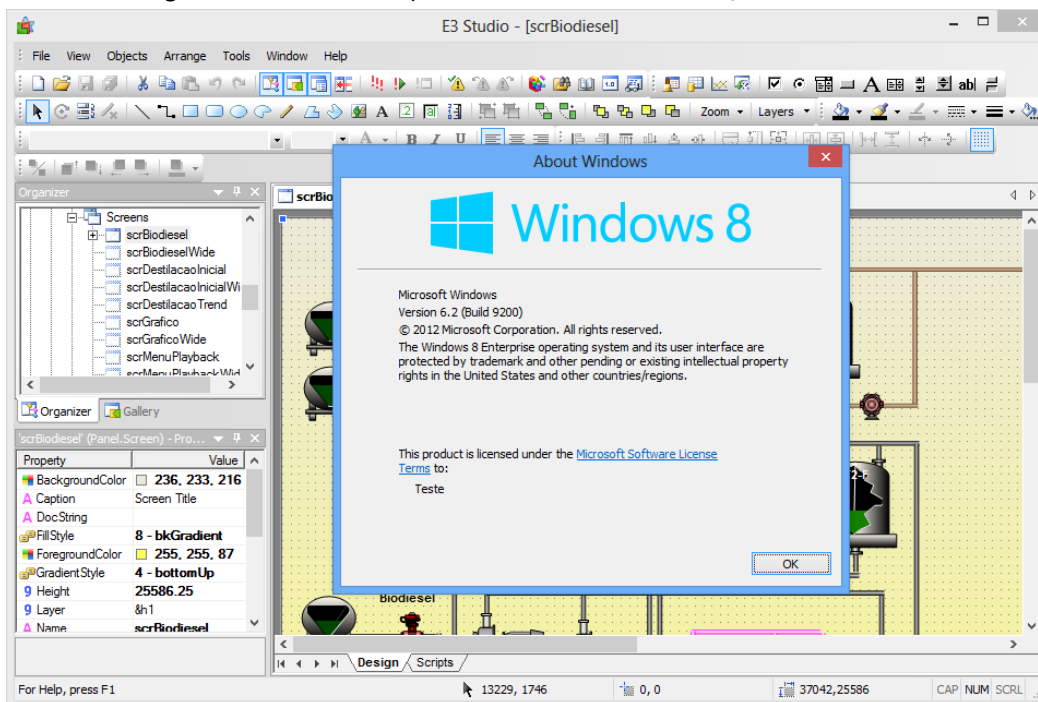 E3 Studio - [scrBiodiesel]
File View Objects Arrange Tools Window Help
Zoom Layers
Organizer
Screens
scrBiodiesel
scrBiodieselWide
scrDestilacaoInicial
scrDestilacaoInicialWi
scrDestilacaoTrend
scrGrafico
scrGraficoWide
scrMenuPlayback
scrMenuPlaybackWid
Organizer Gallery
'scrBiodiesel' (Panel.Screen) - Pro...
Property Value
BackgroundColor 236, 233, 216
Caption Screen Title
DocString
FillStyle 8 - bkGradient
ForegroundColor 255, 255, 87
GradientStyle 4 - bottomUp
Height 25586.25
Layer &h1
Name scrBiodiesel
scrBio
About Windows
Windows 8
Microsoft Windows
Version 6.2 (Build 9200)
© 2012 Microsoft Corporation. All rights reserved.
The Windows 8 Enterprise operating system and its user interface are
protected by trademark and other pending or existing intellectual property
rights in the United States and other countries/regions.
This product is licensed under the Microsoft Software License
Terms to:
Teste
OK
Biodiesel
Design Scripts
For Help, press F1 13229, 1746 0, 0 37042,25586 CAP NUM SCRL